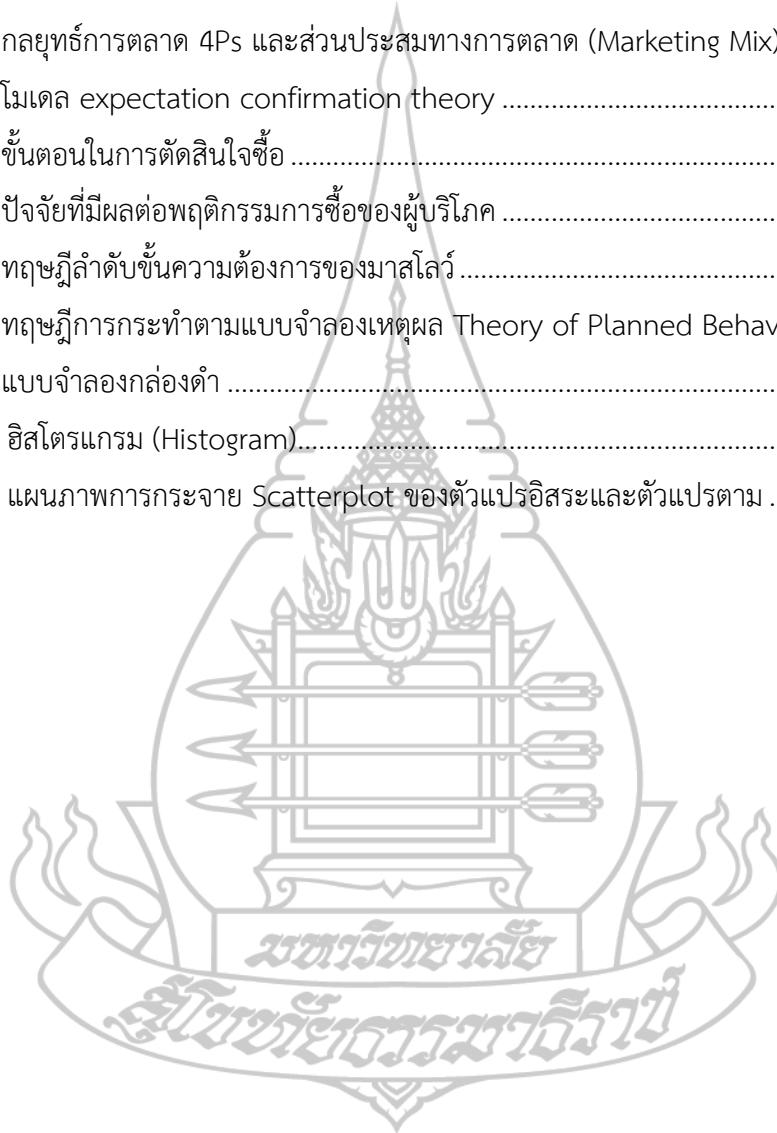 กลยุทธ์การตลาด 4Ps และส่วนประสมทางการตลาด (Marketing Mix)
โมเดล expectation confirmation theory ...............................................
ขั้นตอนในการตัดสินใจซื้อ ................................................................................
ปัจจัยที่มีผลต่อพฤติกรรมการซื้อของผู้บริโภค ...............................................
ทฤษฎีลำดับขั้นความต้องการของมาสโลว์ ......................................................
ทฤษฎีการกระทำตามแบบจำลองเหตุผล Theory of Planned Behav
แบบจำลองกล่องดำ ..........................................................................................
ฮิสโตรแกรม (Histogram)................................................................................
แผนภาพการกระจาย Scatterplot ของตัวแปรอิสระและตัวแปรตาม .
มหาวิทยาลัย
สุโขทัยธรรมาธิราช